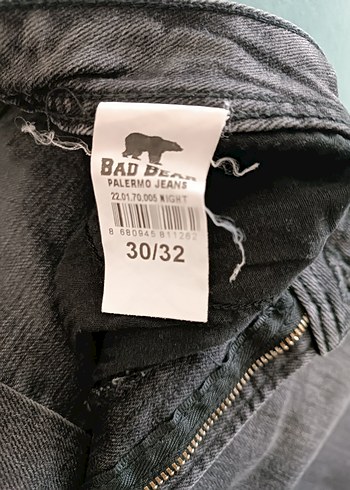 BAD BEAR
PALERMO JEANS
22.01.70.005 NIGHT
8 680945 811262
30/32